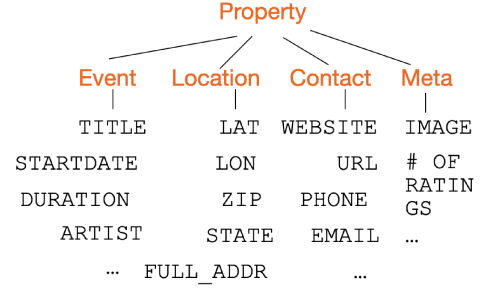 Property
Event Location Contact Meta
TITLE LAT WEBSITE IMAGE
STARTDATE LON URL # OF
RATIN
DURATION ZIP PHONE GS
ARTIST STATE EMAIL …
… FULL_ADDR …